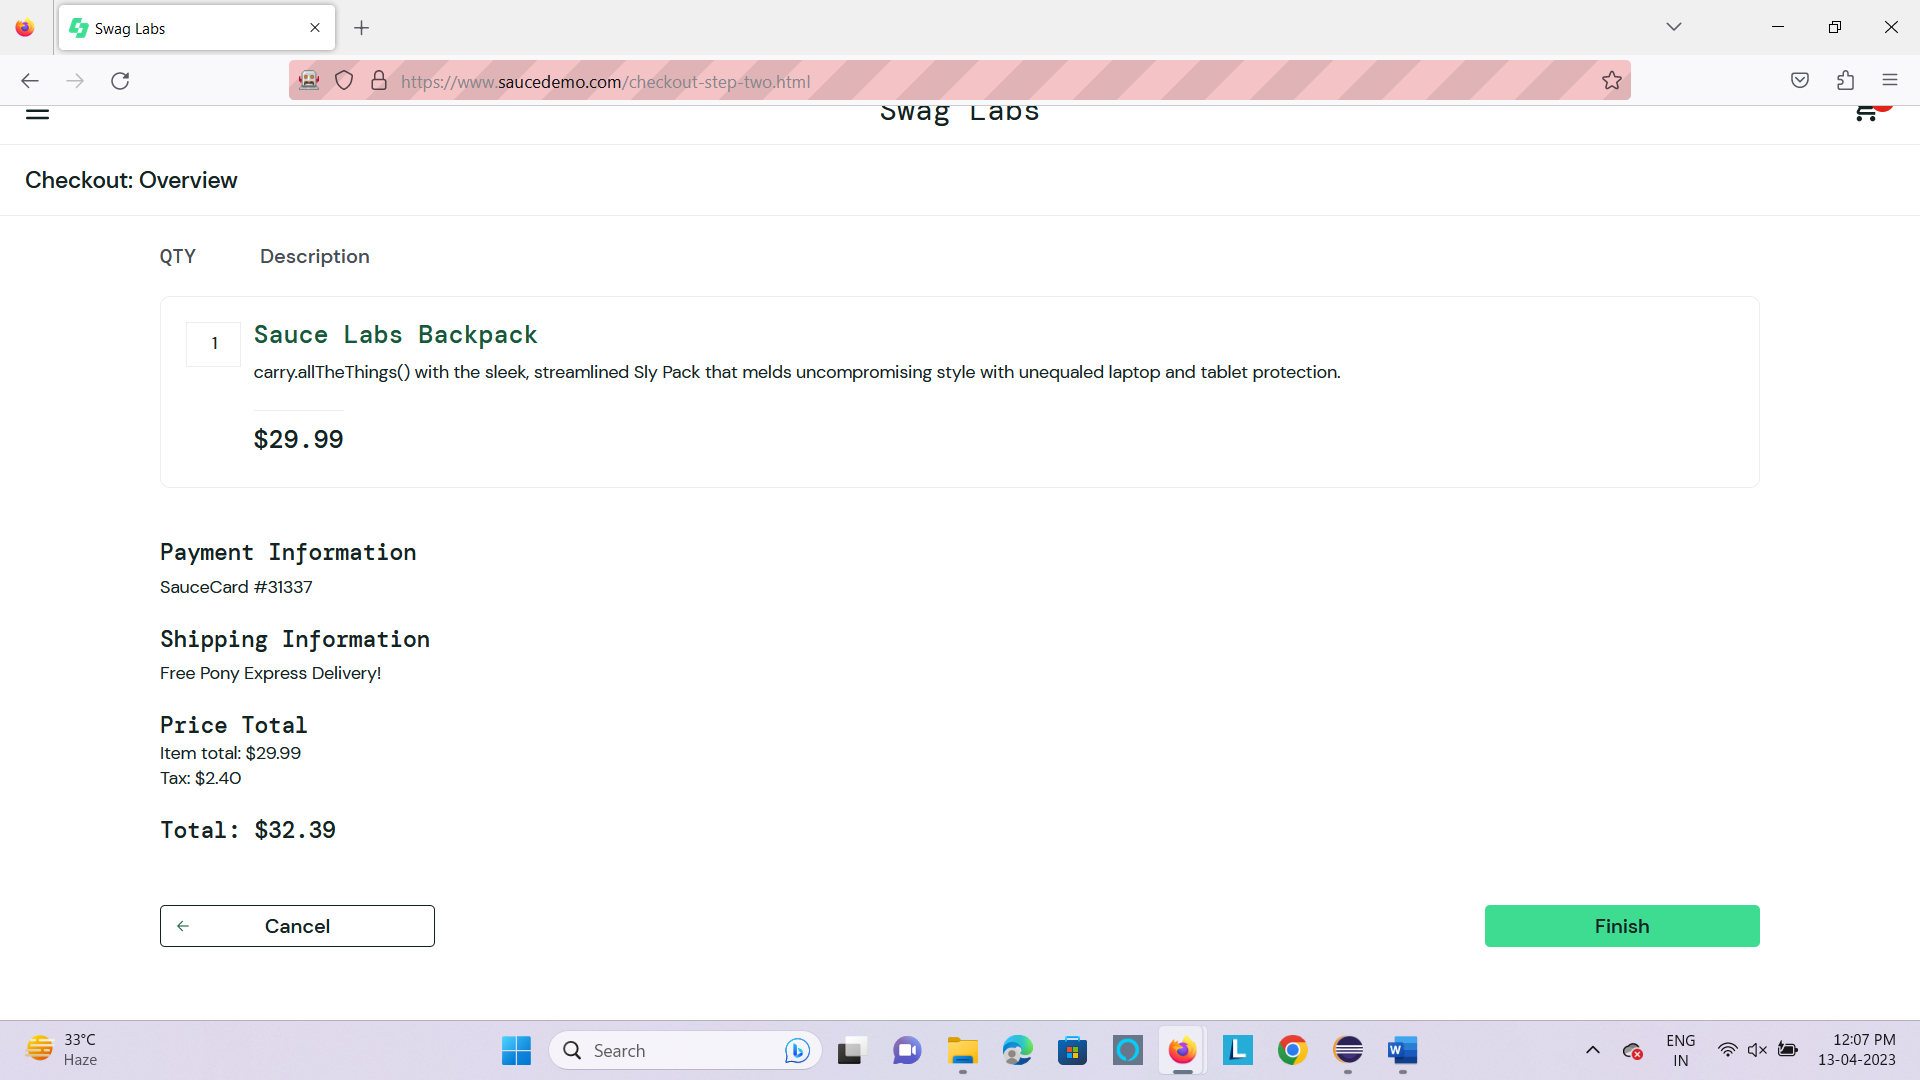 Swag Labs
https://www.saucedemo.com/checkout-step-two.html
Swag Labs
Checkout: Overview
QTY Description
1 Sauce Labs Backpack
carry.allTheThings() with the sleek, streamlined Sly Pack that melds uncompromising style with unequaled laptop and tablet protection.
$29.99
Payment Information
SauceCard #31337
Shipping Information
Free Pony Express Delivery!
Price Total
Item total: $29.99
Tax: $2.40
Total: $32.39
Cancel Finish
33°C
Haze
Search
ENG
IN
12:07 PM
13-04-2023